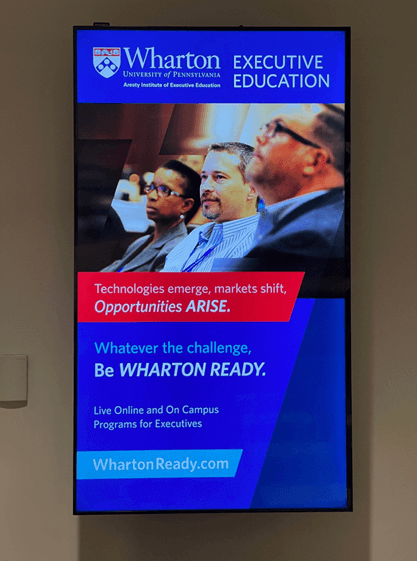 Wharton
UNIVERSITY OF PENNSYLVANIA
Aresty Institute of Executive Education
EXECUTIVE
EDUCATION
Technologies emerge, markets shift,
Opportunities ARISE.
Whatever the challenge,
Be WHARTON READY.
Live Online and On Campus
Programs for Executives
WhartonReady.com